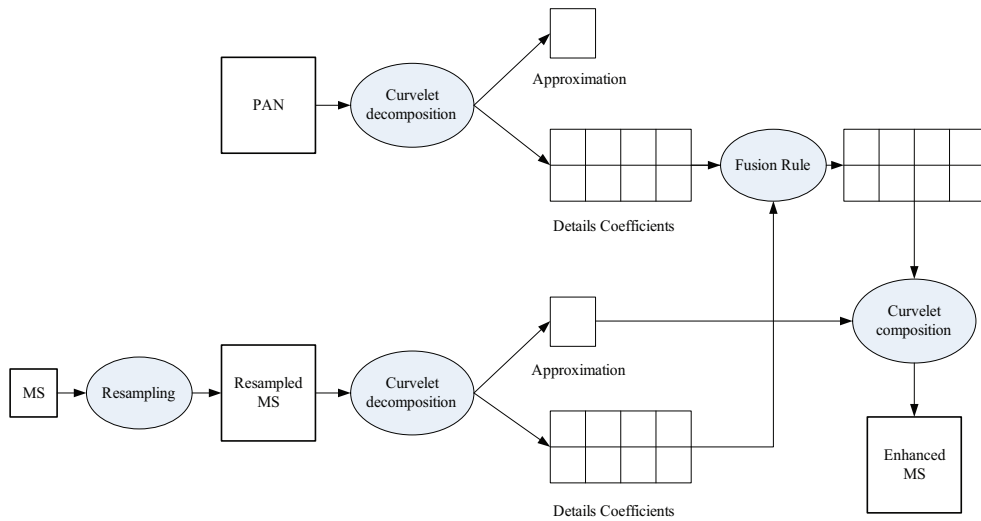 PAN
Curvelet
decomposition
Approximation
Details Coefficients
Fusion Rule
MS
Resampling
Resampled
MS
Curvelet
decomposition
Approximation
Details Coefficients
Curvelet
composition
Enhanced
MS